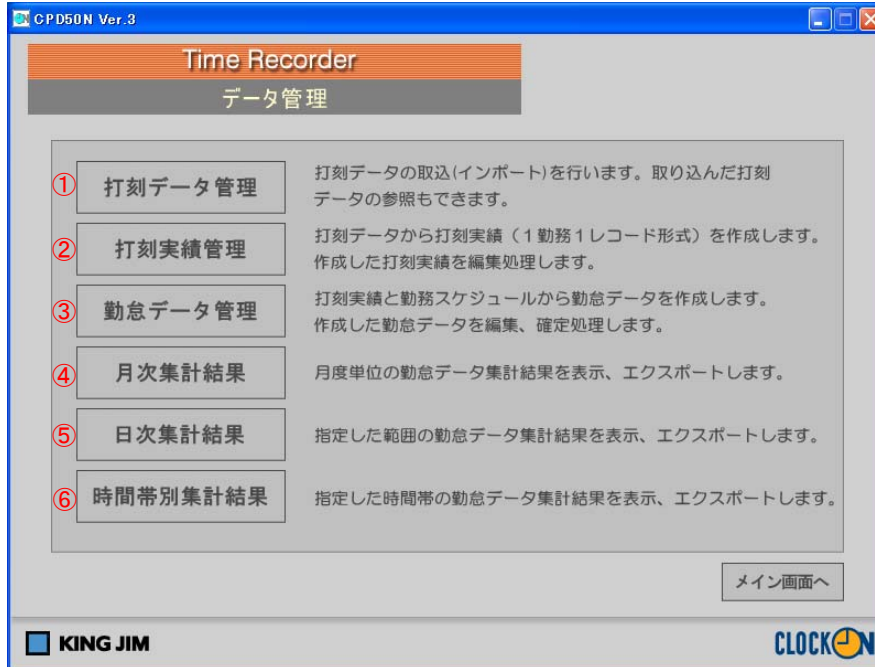 CPD50N Ver.3
Time Recorder
データ管理
① 打刻データ管理
打刻データの取込(インポート)を行います。取り込んだ打刻
データの参照もできます。
② 打刻実績管理
打刻データから打刻実績（１勤務１レコード形式）を作成します。
作成した打刻実績を編集処理します。
③ 勤怠データ管理
打刻実績と勤務スケジュールから勤怠データを作成します。
作成した勤怠データを編集、確定処理します。
④ 月次集計結果
月度単位の勤怠データ集計結果を表示、エクスポートします。
⑤ 日次集計結果
指定した範囲の勤怠データ集計結果を表示、エクスポートします。
⑥ 時間帯別集計結果
指定した時間帯の勤怠データ集計結果を表示、エクスポートします。
メイン画面へ
KING JIM
CLOCK ON